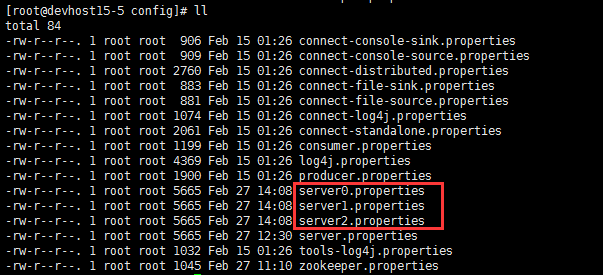 [root@devhost15-5 config]# ll
total 84
-rw-r--r--. 1 root root  906 Feb 15 01:26 connect-console-sink.properties
-rw-r--r--. 1 root root  909 Feb 15 01:26 connect-console-source.properties
-rw-r--r--. 1 root root 2760 Feb 15 01:26 connect-distributed.properties
-rw-r--r--. 1 root root  883 Feb 15 01:26 connect-file-sink.properties
-rw-r--r--. 1 root root  881 Feb 15 01:26 connect-file-source.properties
-rw-r--r--. 1 root root 1074 Feb 15 01:26 connect-log4j.properties
-rw-r--r--. 1 root root 2061 Feb 15 01:26 connect-standalone.properties
-rw-r--r--. 1 root root 1199 Feb 15 01:26 consumer.properties
-rw-r--r--. 1 root root 4369 Feb 15 01:26 log4j.properties
-rw-r--r--. 1 root root 1900 Feb 15 01:26 producer.properties
-rw-r--r--. 1 root root 5665 Feb 27 14:08 server0.properties
-rw-r--r--. 1 root root 5665 Feb 27 14:08 server1.properties
-rw-r--r--. 1 root root 5665 Feb 27 14:08 server2.properties
-rw-r--r--. 1 root root 5665 Feb 27 12:30 server.properties
-rw-r--r--. 1 root root 1032 Feb 15 01:26 tools-log4j.properties
-rw-r--r--. 1 root root 1045 Feb 27 11:10 zookeeper.properties